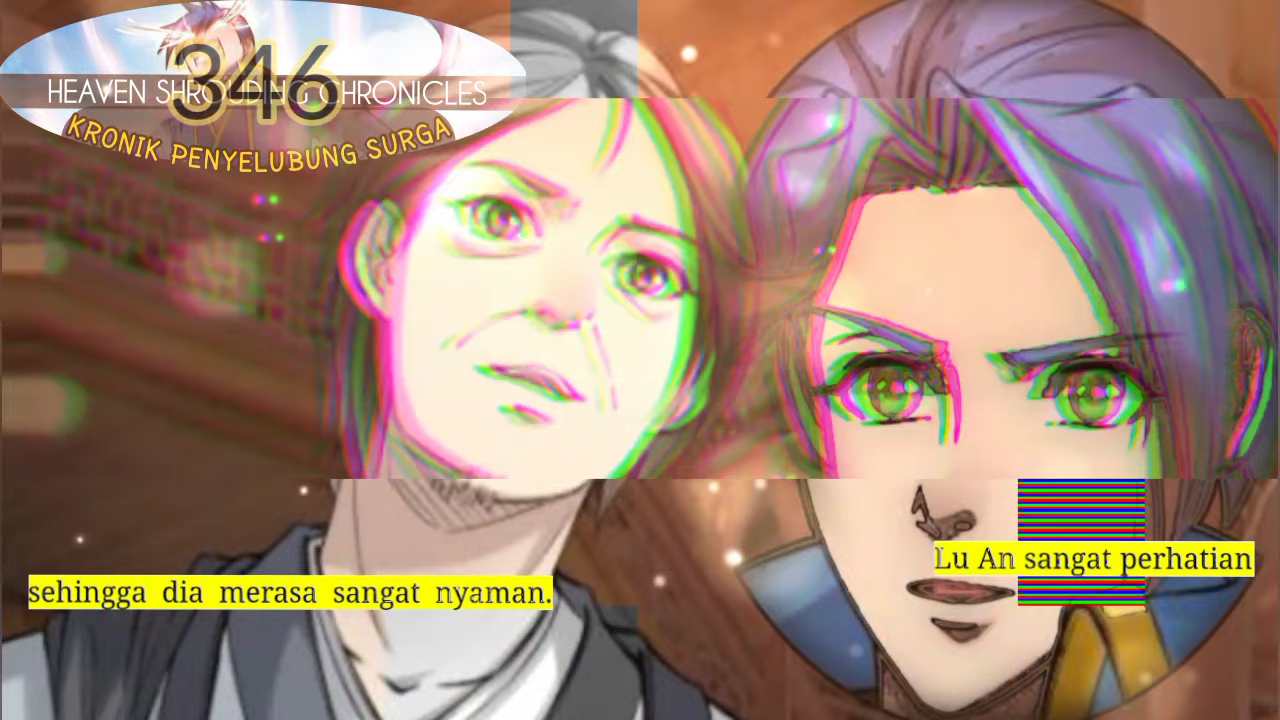 346
HEAVEN SHROUDING CHRONICLES
KRONIK PENYELUBUNG SURGA
Lu An sangat perhatian
sehingga dia merasa sangat nyaman.